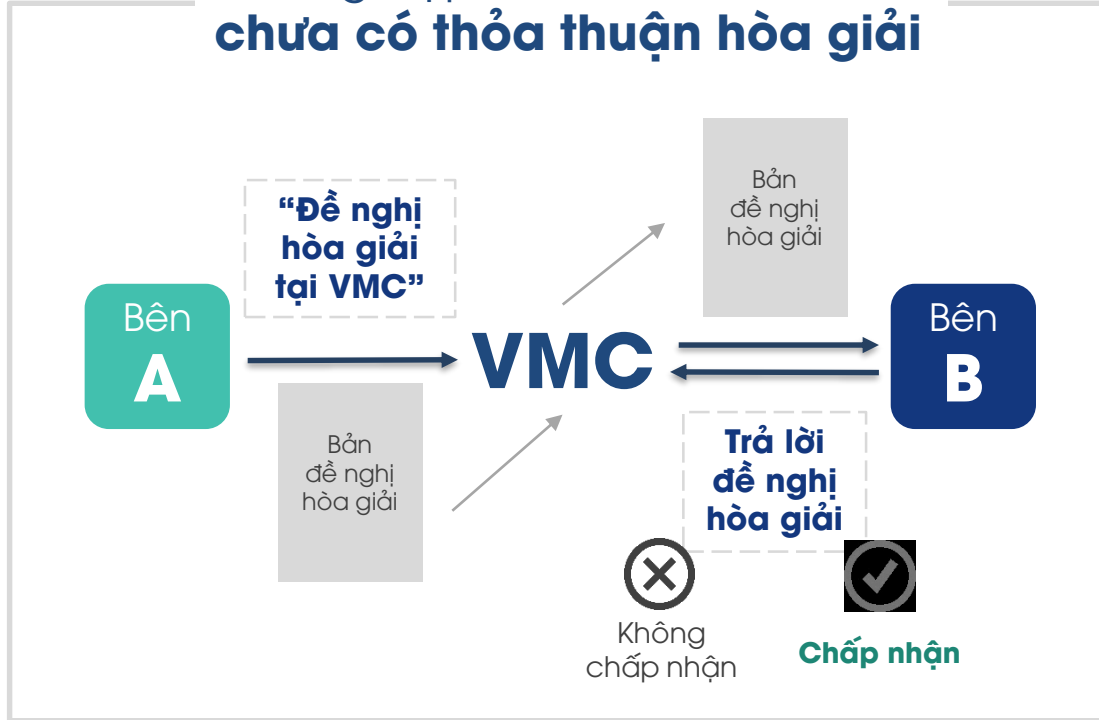 chưa có thỏa thuận hòa giải
“Đề nghị
hòa giải
tại VMC”
Bản
đề nghị
hòa giải
Bên
A
VMC
Bên
B
Bản
đề nghị
hòa giải
Trả lời
đề nghị
hòa giải
Không
chấp nhận
Chấp nhận